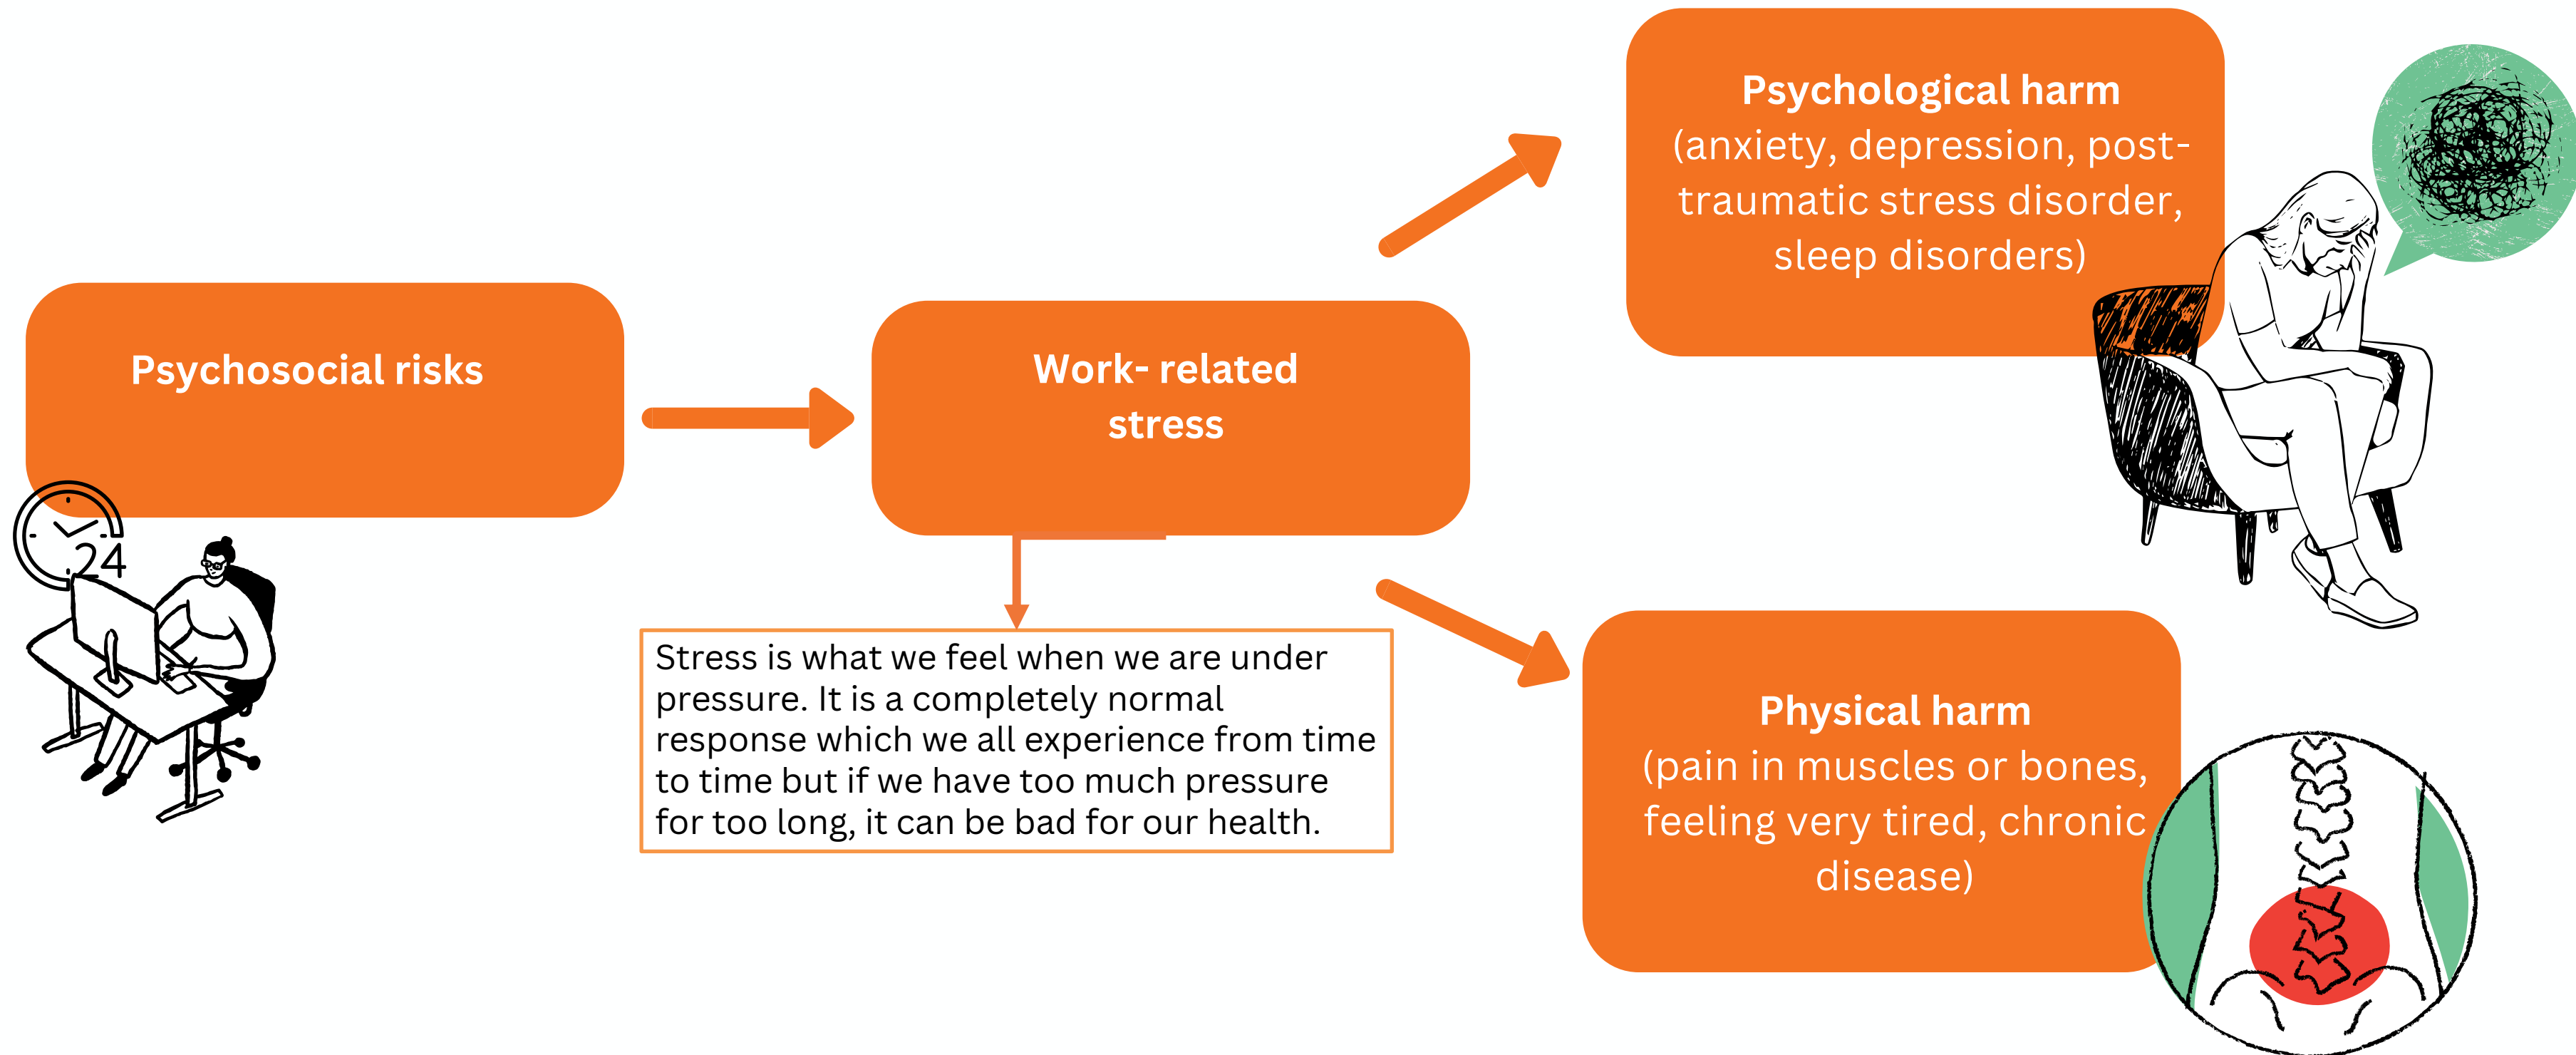 Psychosocial risks
24
Work- related
stress
Stress is what we feel when we are under
pressure. It is a completely normal
response which we all experience from time
to time but if we have too much pressure
for too long, it can be bad for our health.
Psychological harm
(anxiety, depression, post-
traumatic stress disorder,
sleep disorders)
Physical harm
(pain in muscles or bones,
feeling very tired, chronic
disease)